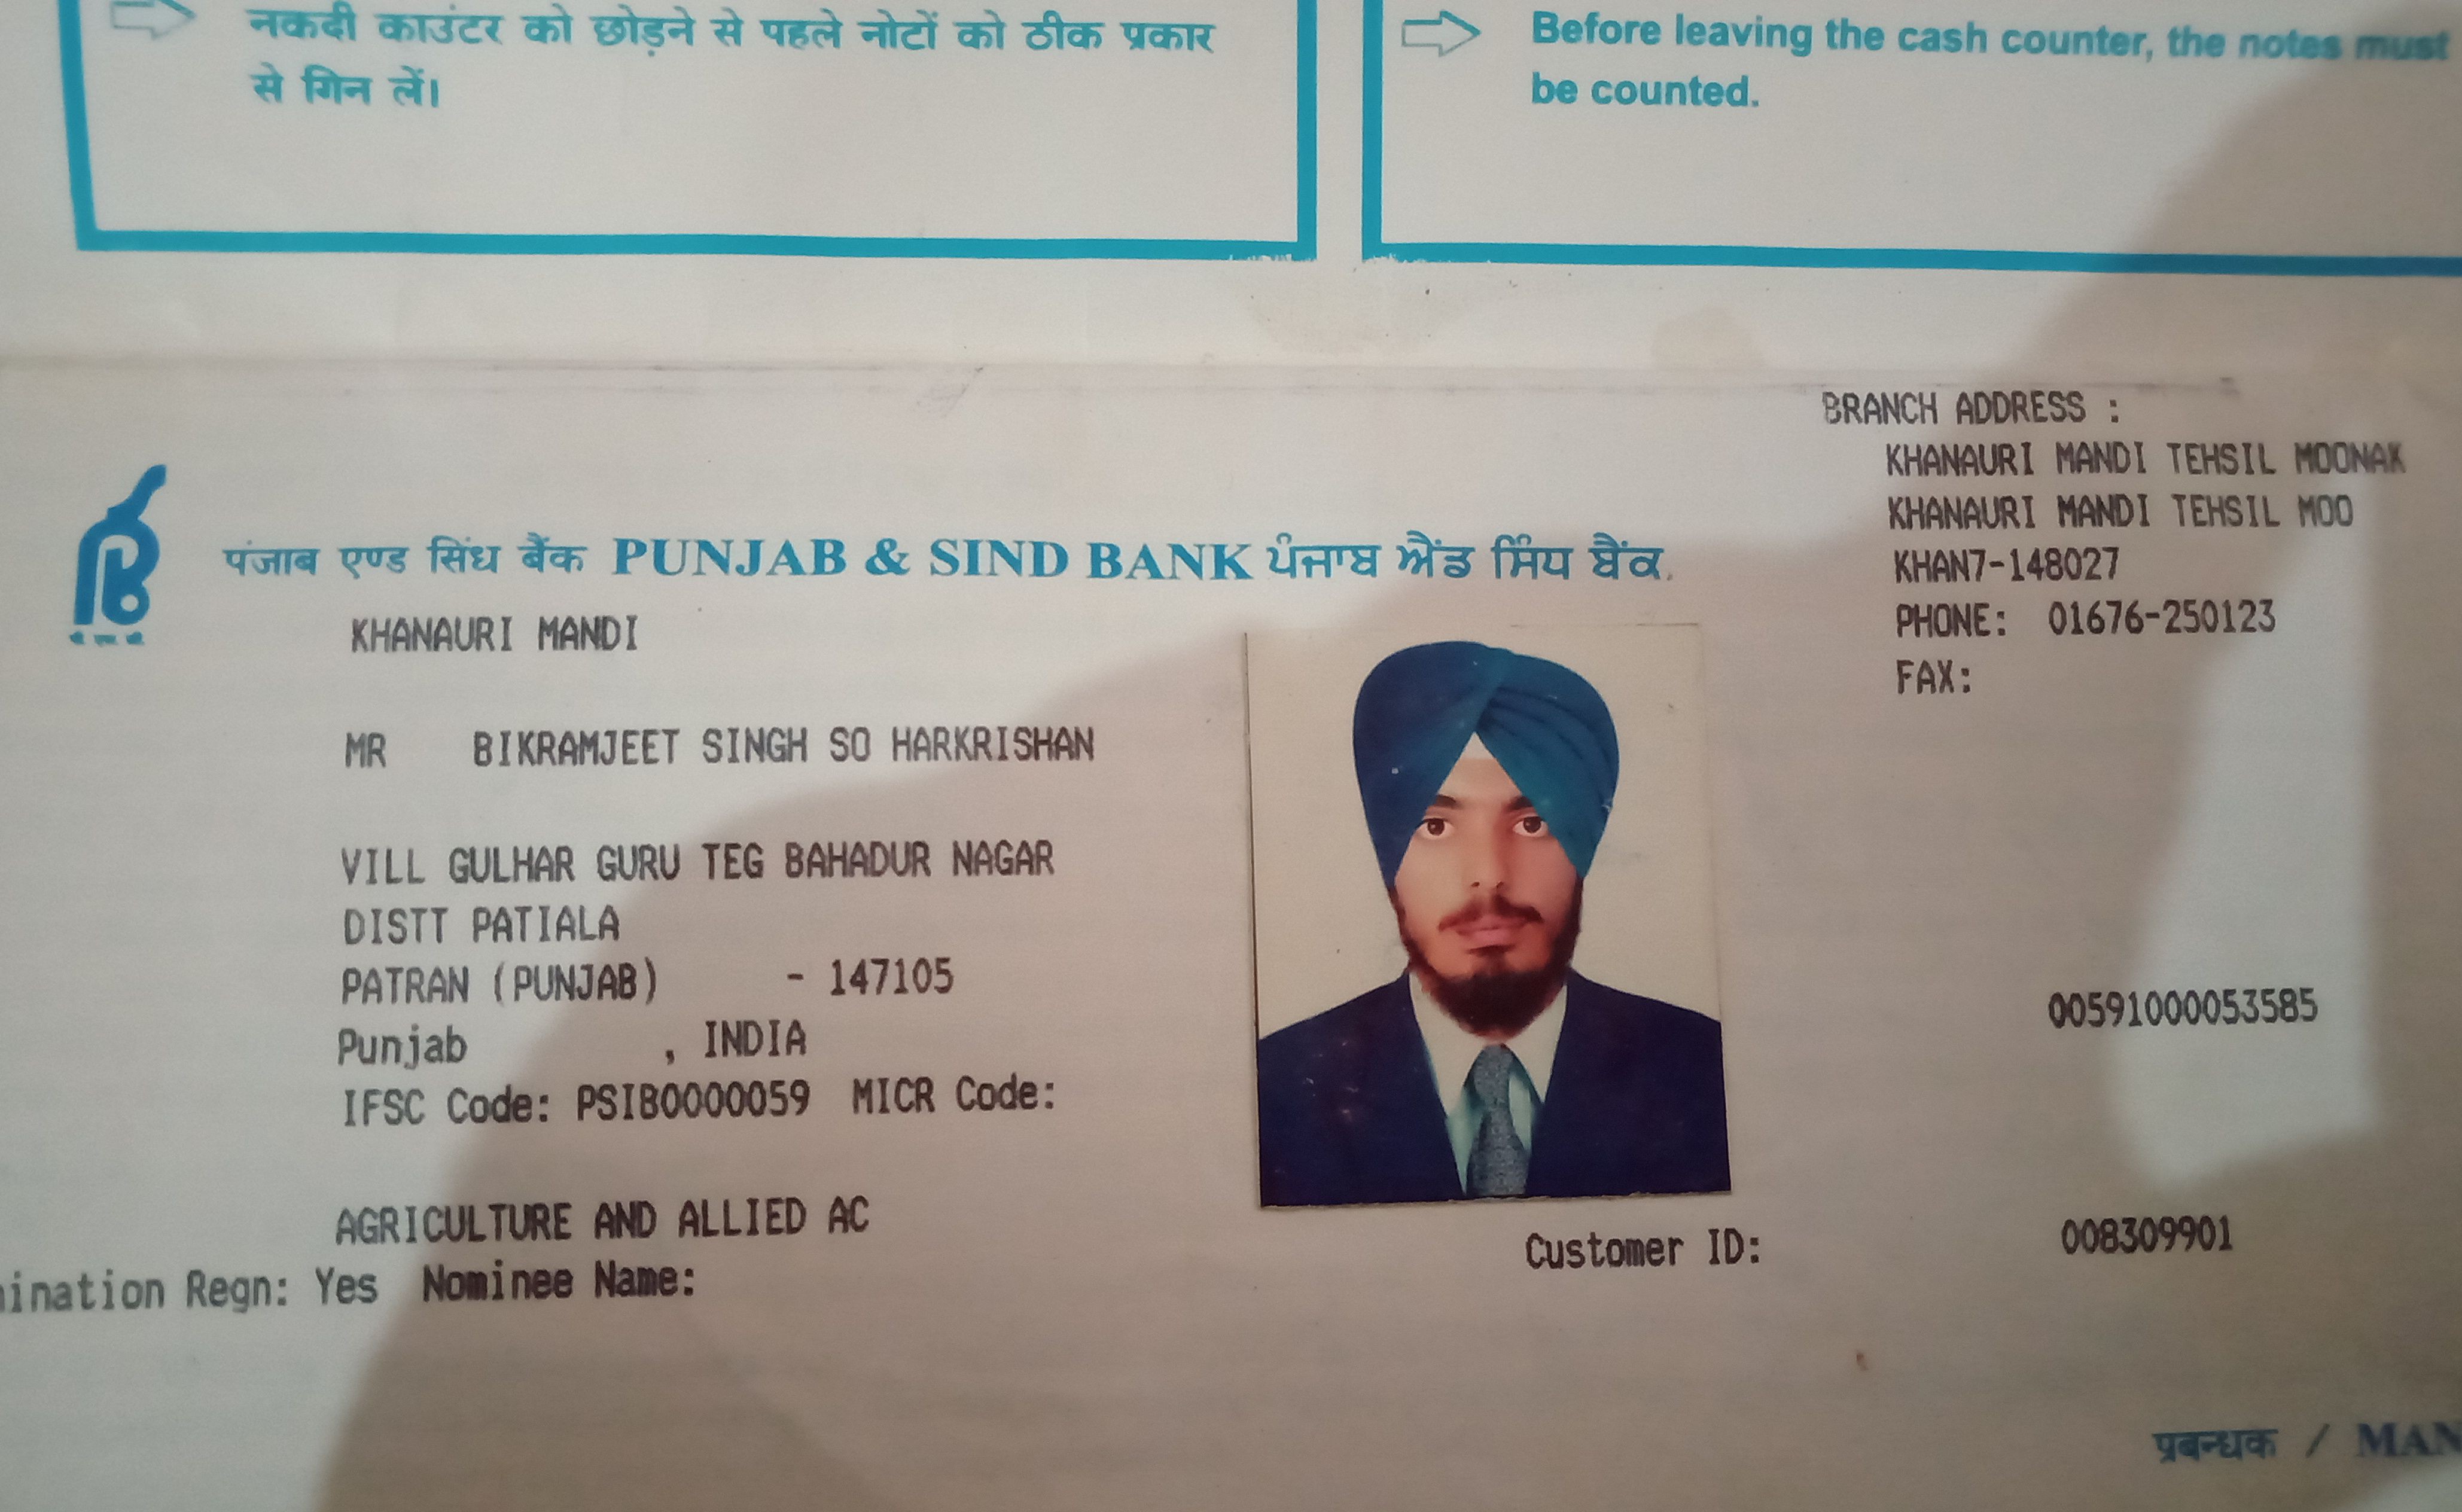 नकदी काउंटर को छोड़ने से पहले नोटों को ठीक प्रकार
से गिन लें।
Before leaving the cash counter, the notes must
be counted.
BRANCH ADDRESS :
KHANAURI MANDI TEHSIL MOONAK
KHANAURI MANDI TEHSIL MOO
KHAN7-148027
PHONE: 01676-250123
FAX:
पंजाब एण्ड सिंध बैंक PUNJAB & SIND BANK ਪੰਜਾਬ ਐਂਡ ਸਿੰਧ ਬੈਂਕ
KHANAURI MANDI
MR BIKRAMJEET SINGH SO HARKRISHAN
VILL GULHAR GURU TEG BAHADUR NAGAR
DISTT PATIALA
PATRAN (PUNJAB) - 147105
Punjab , INDIA
00591000053585
IFSC Code: PSIB0000059 MICR Code:
AGRICULTURE AND ALLIED AC
Customer ID: 008309901
ination Regn: Yes Nominee Name:
प्रबन्धक / MAN